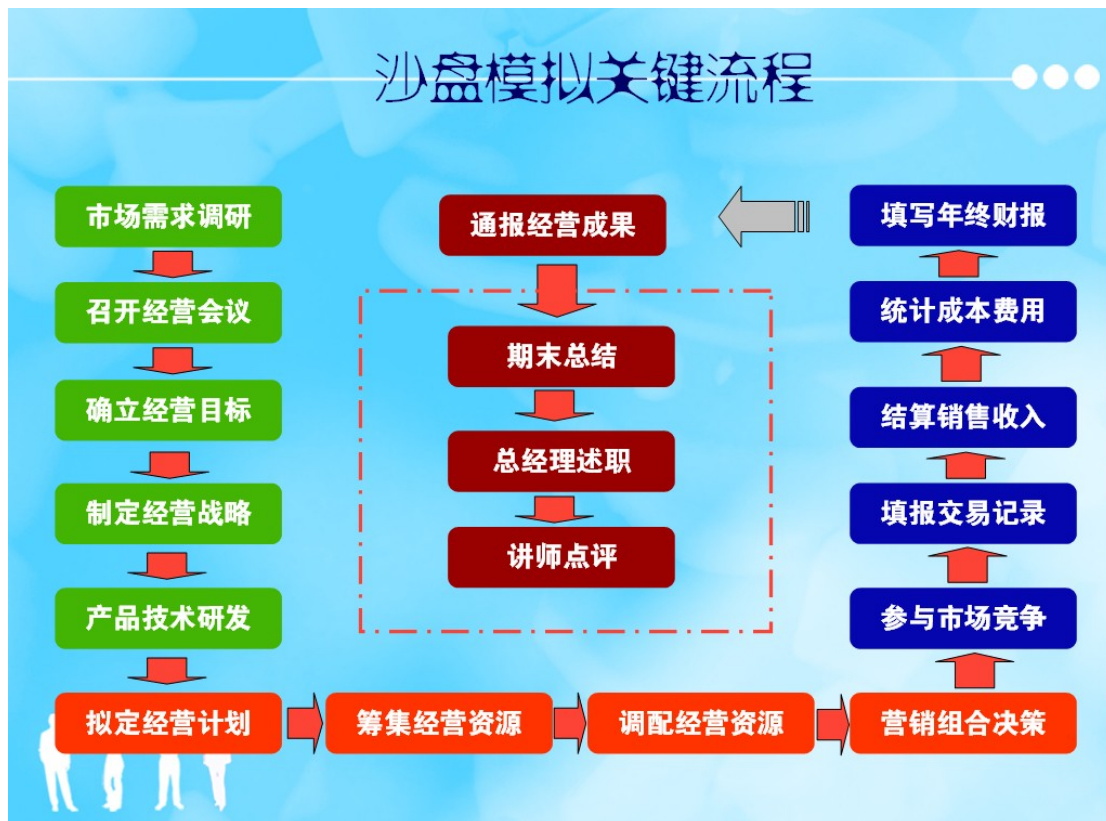 沙盘模拟关键流程
市场需求调研
召开经营会议
确立经营目标
制定经营战略
产品技术研发
拟定经营计划
筹集经营资源
调配经营资源
营销组合决策
参与市场竞争
填报交易记录
结算销售收入
统计成本费用
填写年终财报
通报经营成果
期末总结
总经理述职
讲师点评